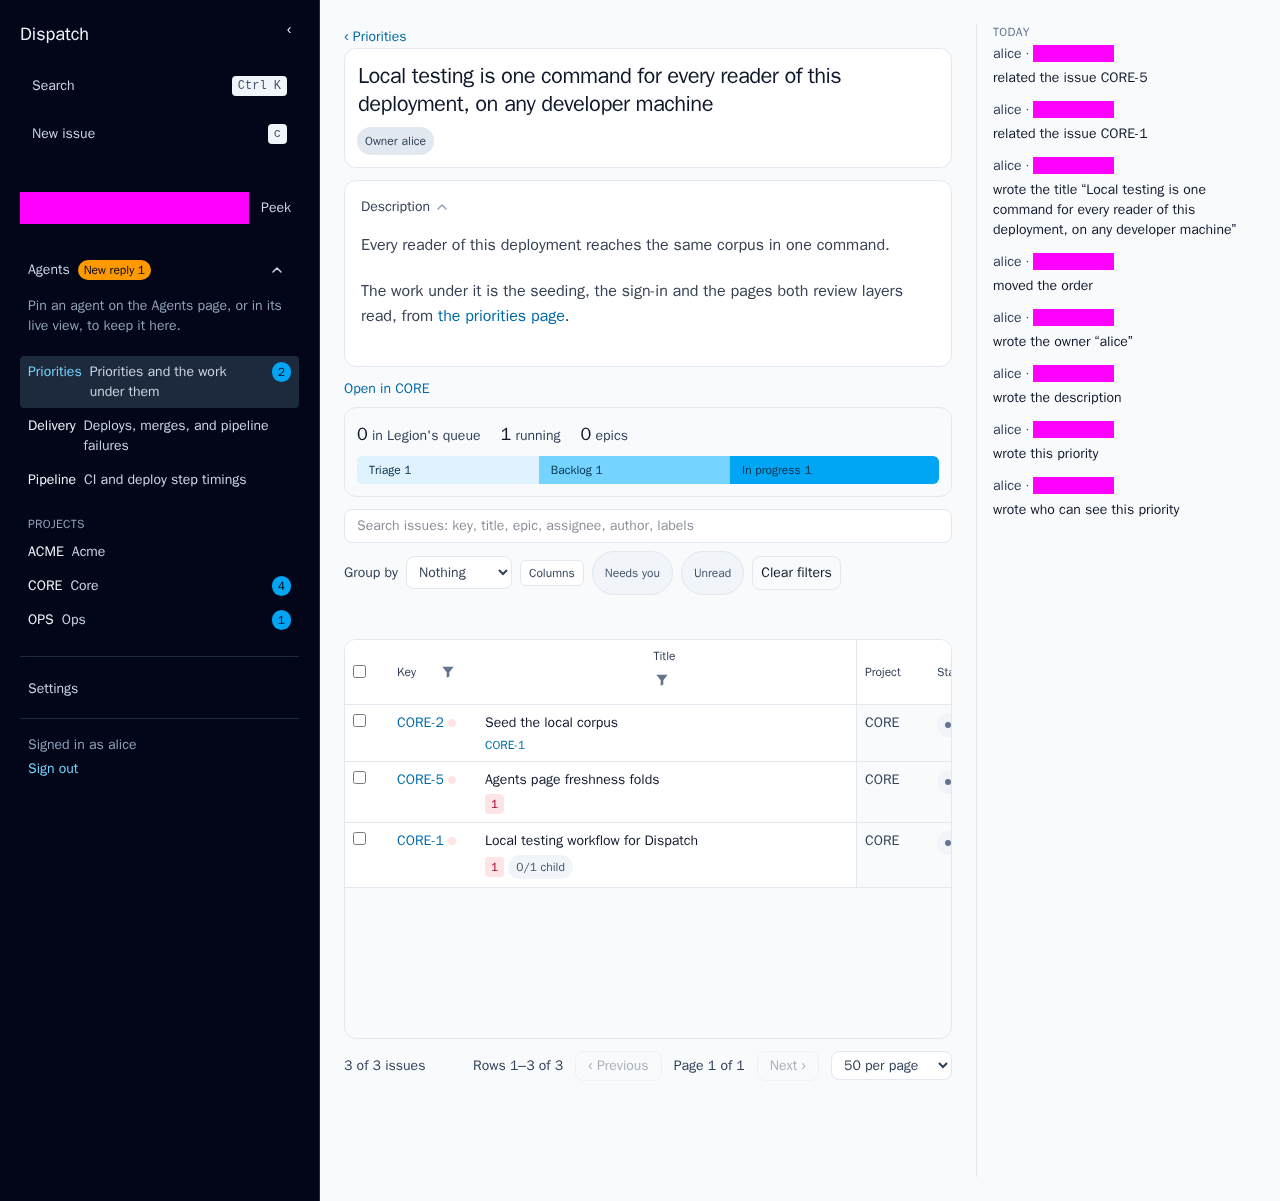 Dispatch
‹
Search
Ctrl K
New issue
C
Peek
Agents
New reply 1
Pin an agent on the Agents page, or in its
live view, to keep it here.
Priorities
Priorities and the work
under them
2
Delivery
Deploys, merges, and pipeline
failures
Pipeline
CI and deploy step timings
PROJECTS
ACME
Acme
CORE
Core
4
OPS
Ops
1
Settings
Signed in as alice
Sign out
‹ Priorities
Local testing is one command for every reader of this
deployment, on any developer machine
Owner alice
Description
Every reader of this deployment reaches the same corpus in one command.
The work under it is the seeding, the sign-in and the pages both review layers
read, from the priorities page.
Open in CORE
0 in Legion's queue
1 running
0 epics
Triage 1
Backlog 1
In progress 1
Search issues: key, title, epic, assignee, author, labels
Group by
Nothing
Columns
Needs you
Unread
Clear filters
Key
Title
Project
Sta
CORE-2
Seed the local corpus
CORE-1
CORE
CORE-5
Agents page freshness folds
1
CORE
CORE-1
Local testing workflow for Dispatch
1
0/1 child
CORE
3 of 3 issues
Rows 1–3 of 3
‹ Previous
Page 1 of 1
Next ›
50 per page
TODAY
alice ·
related the issue CORE-5
alice ·
related the issue CORE-1
alice ·
wrote the title “Local testing is one
command for every reader of this
deployment, on any developer machine”
alice ·
moved the order
alice ·
wrote the owner “alice”
alice ·
wrote the description
alice ·
wrote this priority
alice ·
wrote who can see this priority